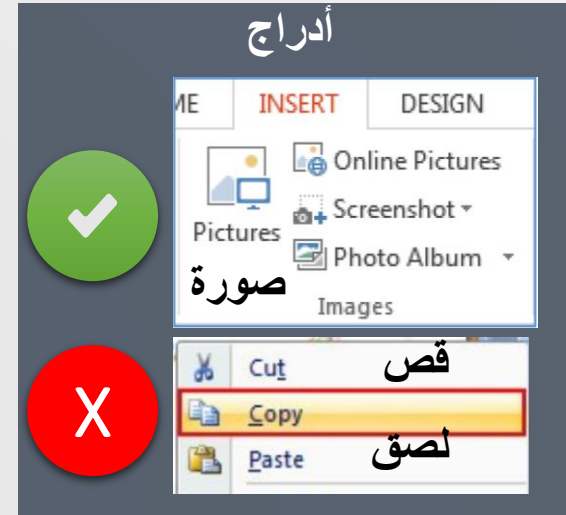 أدراج
ME INSERT DESIGN
Online Pictures
Screenshot
Pictures
Photo Album
صورة
Images
X
Cut قص
Copy
Paste لصق